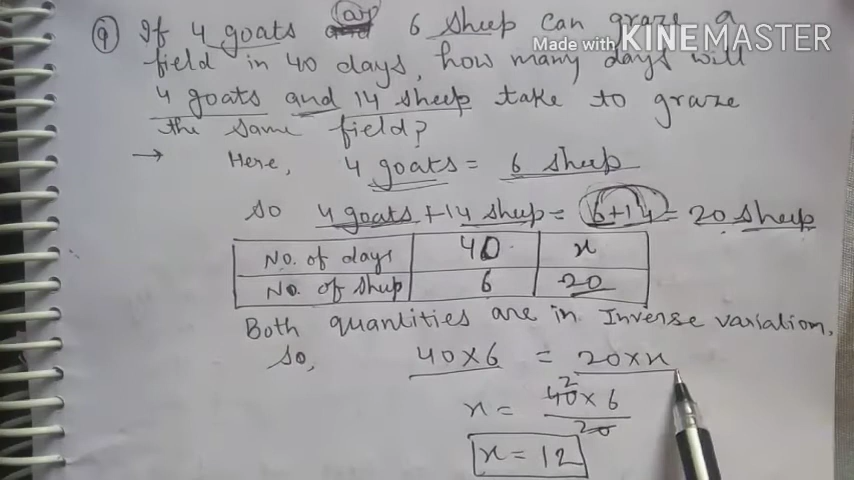 9) If 4 goats or 6 sheep can graze a
Made with KINEMASTER
field in 40 days, how many days will
4 goats and 14 sheep take to graze
the same field?
→ Here, 4 goats = 6 sheep
So 4 goats + 14 sheep = 6+14 = 20 sheep
No. of days 40 x
No. of sheep 6 20
Both quantities are in Inverse variation.
So, 40 × 6 = 20 × x
x = 40 × 6 / 20
2
x = 12